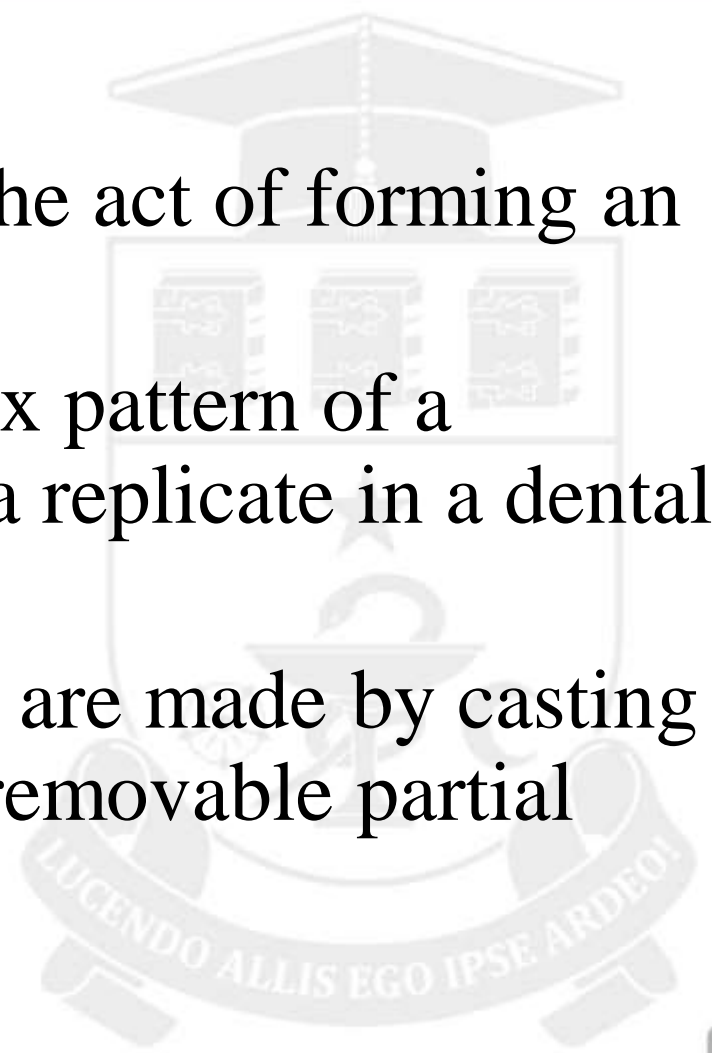 he act of forming an
x pattern of a
a replicate in a dental
are made by casting
removable partial
LUCENDO ALLIS EGO IPSE ARDEO!